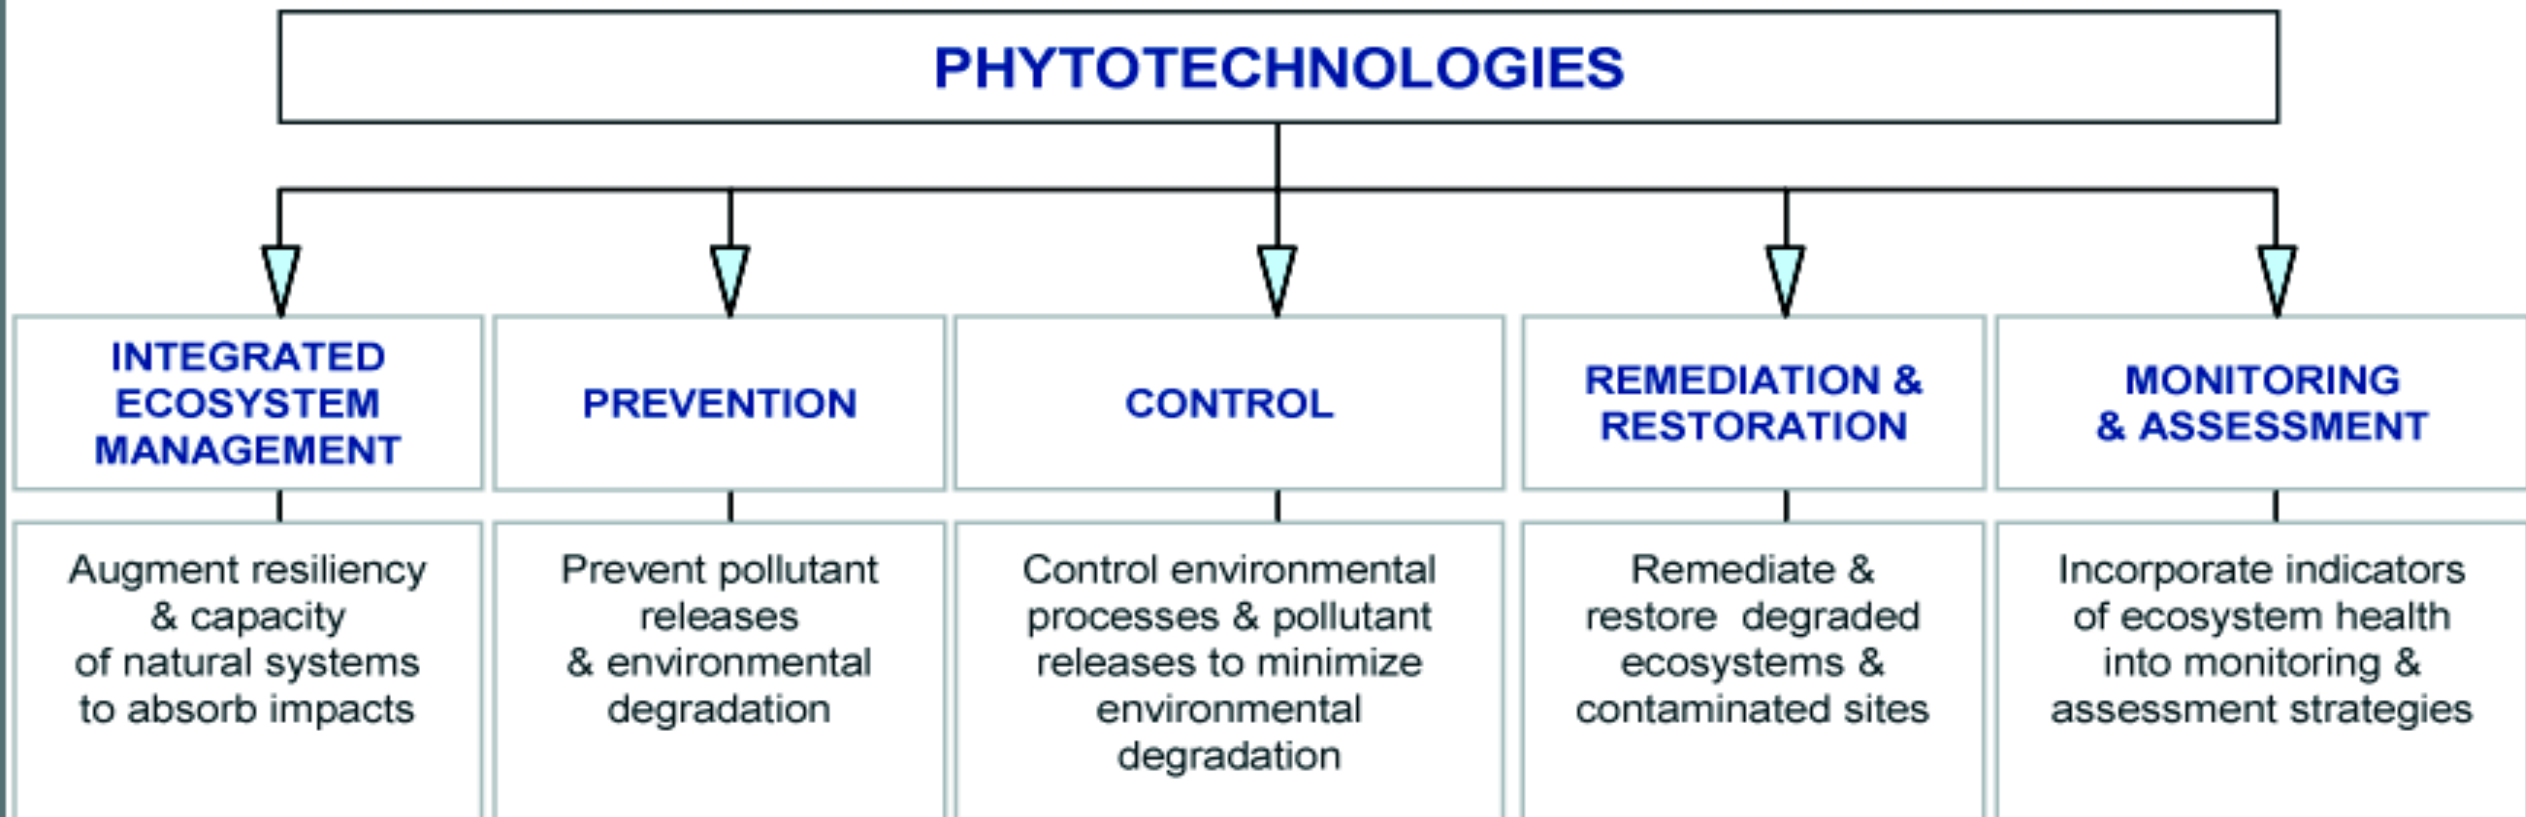 PHYTOTECHNOLOGIES
INTEGRATED
ECOSYSTEM
MANAGEMENT
PREVENTION
CONTROL
REMEDIATION &
RESTORATION
MONITORING
& ASSESSMENT
Augment resiliency
& capacity
of natural systems
to absorb impacts
Prevent pollutant
releases
& environmental
degradation
Control environmental
processes & pollutant
releases to minimize
environmental
degradation
Remediate &
restore degraded
ecosystems &
contaminated sites
Incorporate indicators
of ecosystem health
into monitoring &
assessment strategies